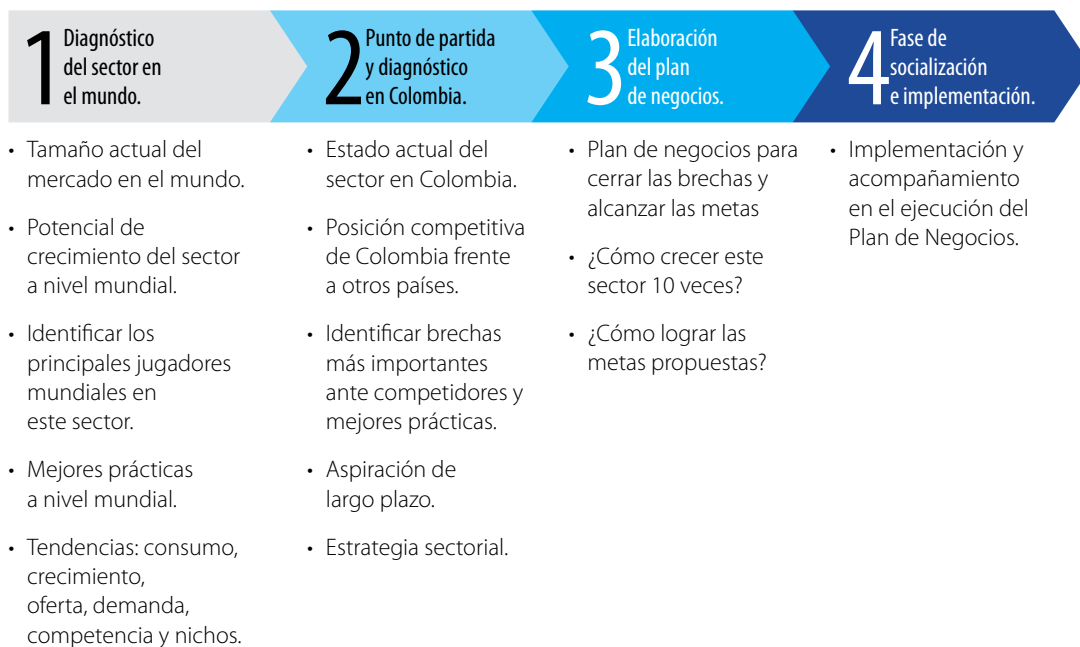 1 Diagnóstico
del sector en
el mundo.
2 Punto de partida
y diagnóstico
en Colombia.
3 Elaboración
del plan
de negocios.
4 Fase de
socialización
e implementación.
• Tamaño actual del
mercado en el mundo.
• Potencial de
crecimiento del sector
a nivel mundial.
• Identificar los
principales jugadores
mundiales en
este sector.
• Mejores prácticas
a nivel mundial.
• Tendencias: consumo,
crecimiento,
oferta, demanda,
competencia y nichos.
• Estado actual del
sector en Colombia.
• Posición competitiva
de Colombia frente
a otros países.
• Identificar brechas
más importantes
ante competidores y
mejores prácticas.
• Aspiración de
largo plazo.
• Estrategia sectorial.
• Plan de negocios para
cerrar las brechas y
alcanzar las metas
• ¿Cómo crecer este
sector 10 veces?
• ¿Cómo lograr las
metas propuestas?
• Implementación y
acompañamiento
en el ejecución del
Plan de Negocios.